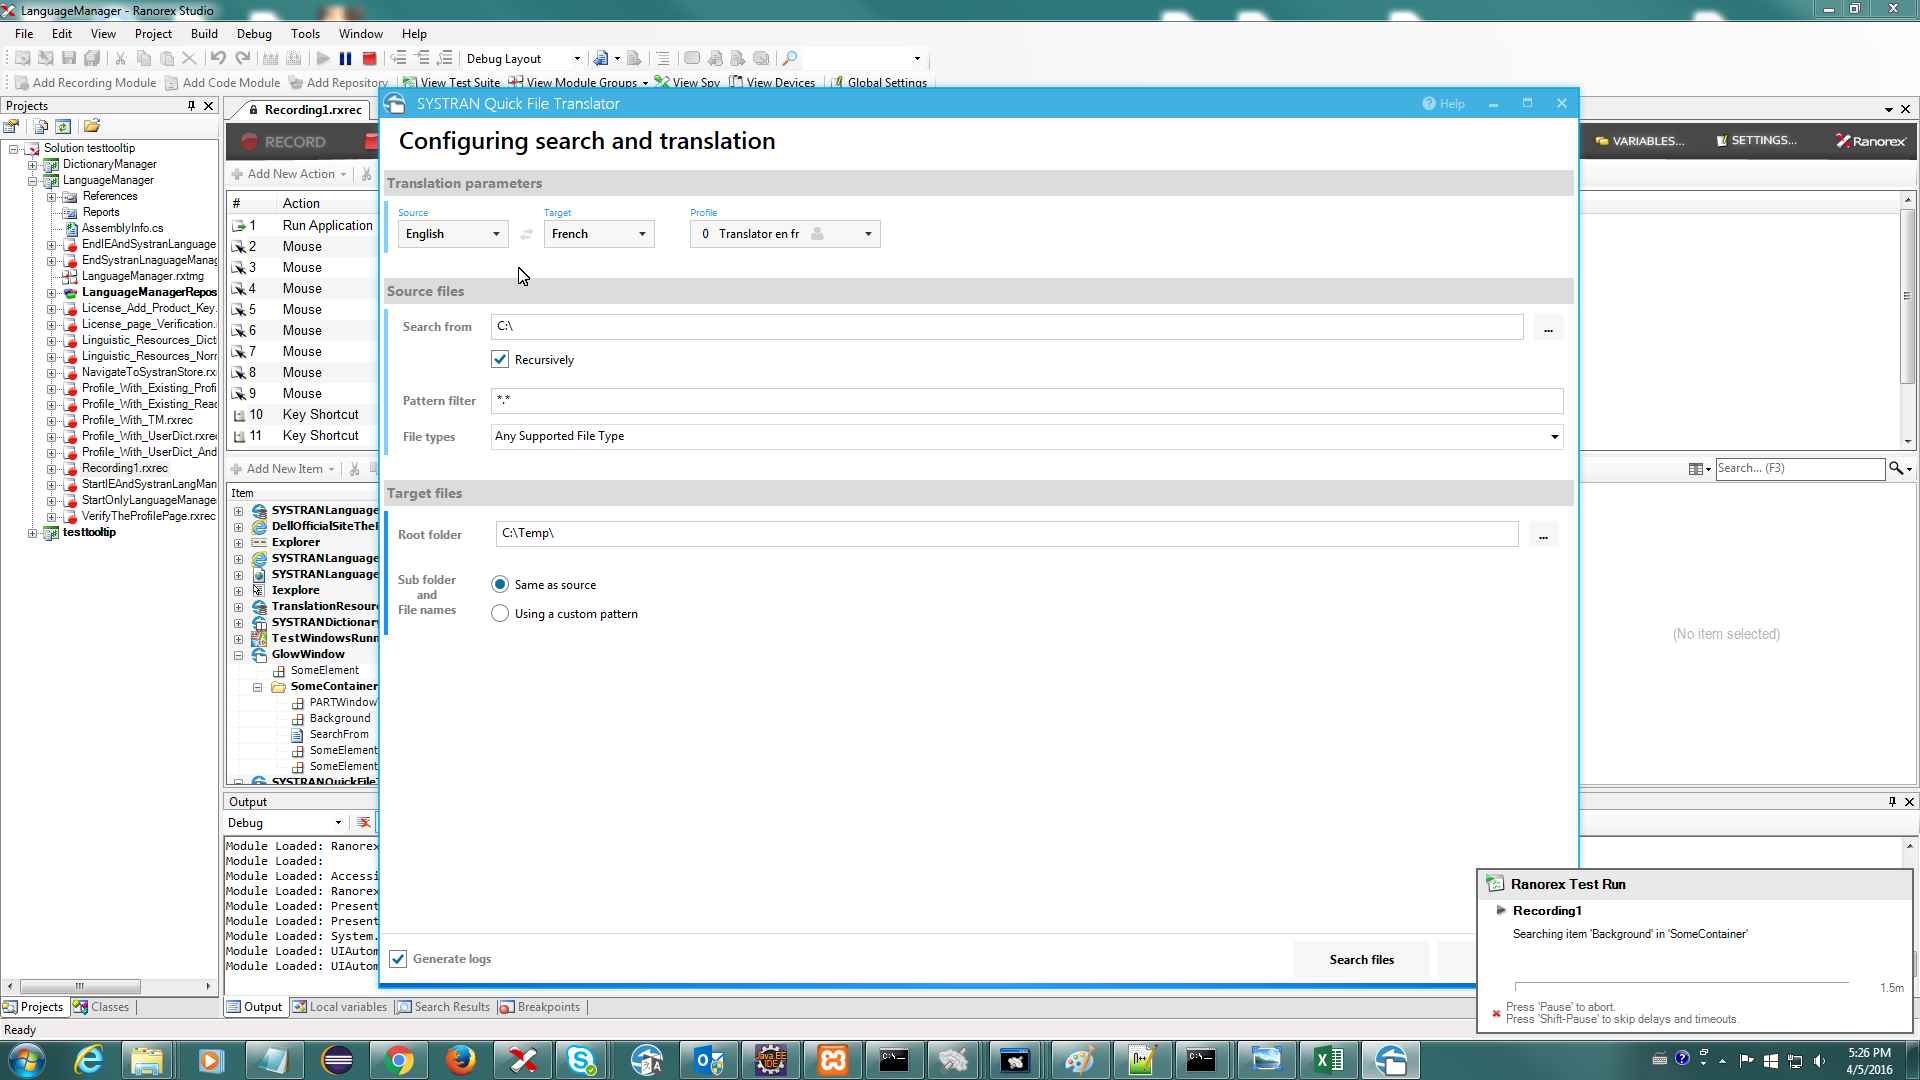 LanguageManager - Ranorex Studio
File Edit View Project Build Debug Tools Window Help
Debug Layout
Add Recording Module Add Code Module Add Repository View Test Suite View Module Groups View Spy View Devices Global Settings
Projects
Solution testtooltip
DictionaryManager
LanguageManager
References
Reports
AssemblyInfo.cs
EndIEAndSystranLanguage
EndSystranLnaguageManag
LanguageManager.rxtmg
LanguageManagerRepos
License_Add_Product_Key.
License_page_Verification.
Linguistic_Resources_Dict
Linguistic_Resources_Norr
NavigateToSystranStore.rx
Profile_With_Existing_Profi
Profile_With_Existing_Reac
Profile_With_TM.rxrec
Profile_With_UserDict.rxre
Profile_With_UserDict_And
Recording1.rxrec
StartIEAndSystranLangMan
StartOnlyLanguageManage
VerifyTheProfilePage.rxrec
testtooltip
Projects Classes
Recording1.rxrec
RECORD
VARIABLES... SETTINGS... Ranorex
Add New Action
# Action
1 Run Application
2 Mouse
3 Mouse
4 Mouse
5 Mouse
6 Mouse
7 Mouse
8 Mouse
9 Mouse
10 Key Shortcut
11 Key Shortcut
Add New Item
Search... (F3)
Item
SYSTRANLanguage
DellOfficialSiteThe
Explorer
SYSTRANLanguage
SYSTRANLanguage
Iexplore
TranslationResour
SYSTRANDictionar
TestWindowsRunn
GlowWindow
SomeElement
SomeContainer
PARTWindow
Background
SearchFrom
SomeElement
SomeElement
SYSTRANQuickFile
(No item selected)
SYSTRAN Quick File Translator
Help
Configuring search and translation
Translation parameters
Source Target Profile
English French 0 Translator en fr
Source files
Search from C:\ ...
Recursively
Pattern filter *.*
File types Any Supported File Type
Target files
Root folder C:\Temp\ ...
Sub folder
and
File names
Same as source
Using a custom pattern
Generate logs
Search files
Output
Debug
Module Loaded: Ranorex
Module Loaded:
Module Loaded: Accessi
Module Loaded: Ranorex
Module Loaded: Present
Module Loaded: Present
Module Loaded: System.
Module Loaded: UIAutom
Module Loaded: UIAutom
Output Local variables Search Results Breakpoints
Ranorex Test Run
Recording1
Searching item 'Background' in 'SomeContainer'
1.5m
Press 'Pause' to abort.
Press 'Shift-Pause' to skip delays and timeouts.
Ready
Java EE
IDE
5:26 PM
4/5/2016